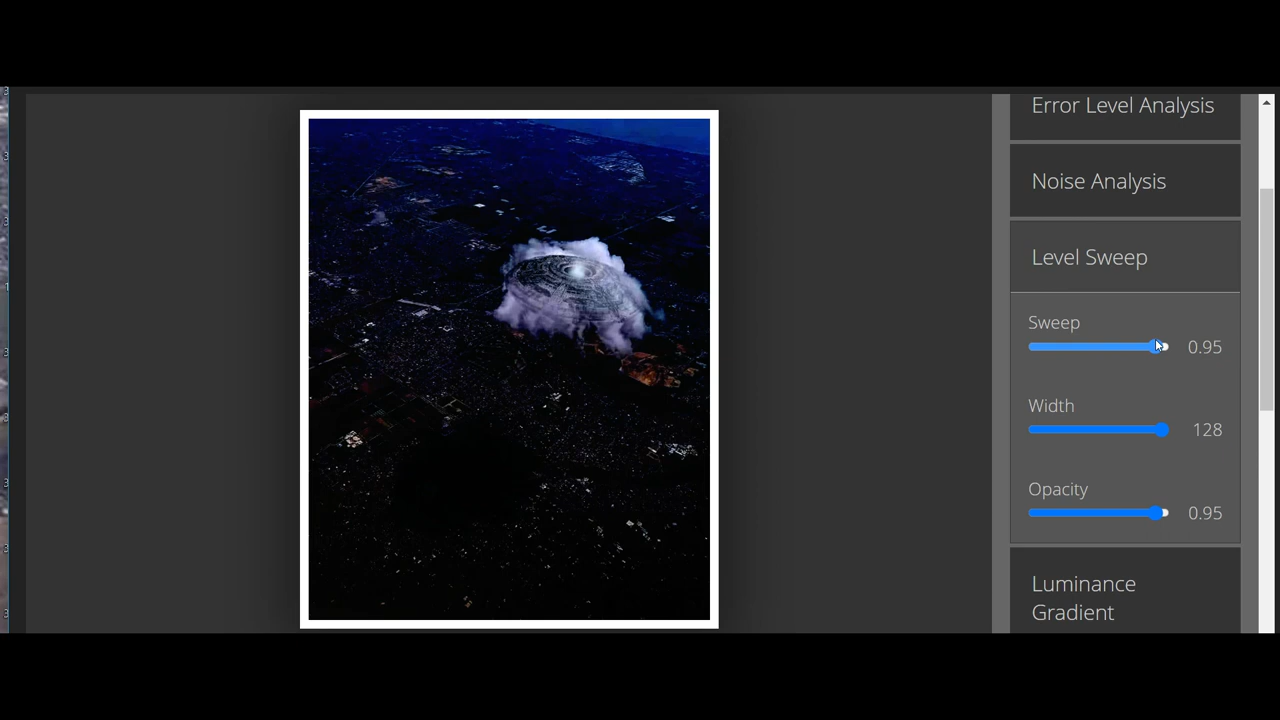 Error Level Analysis
Noise Analysis
Level Sweep
Sweep
0.95
Width
128
Opacity
0.95
Luminance
Gradient